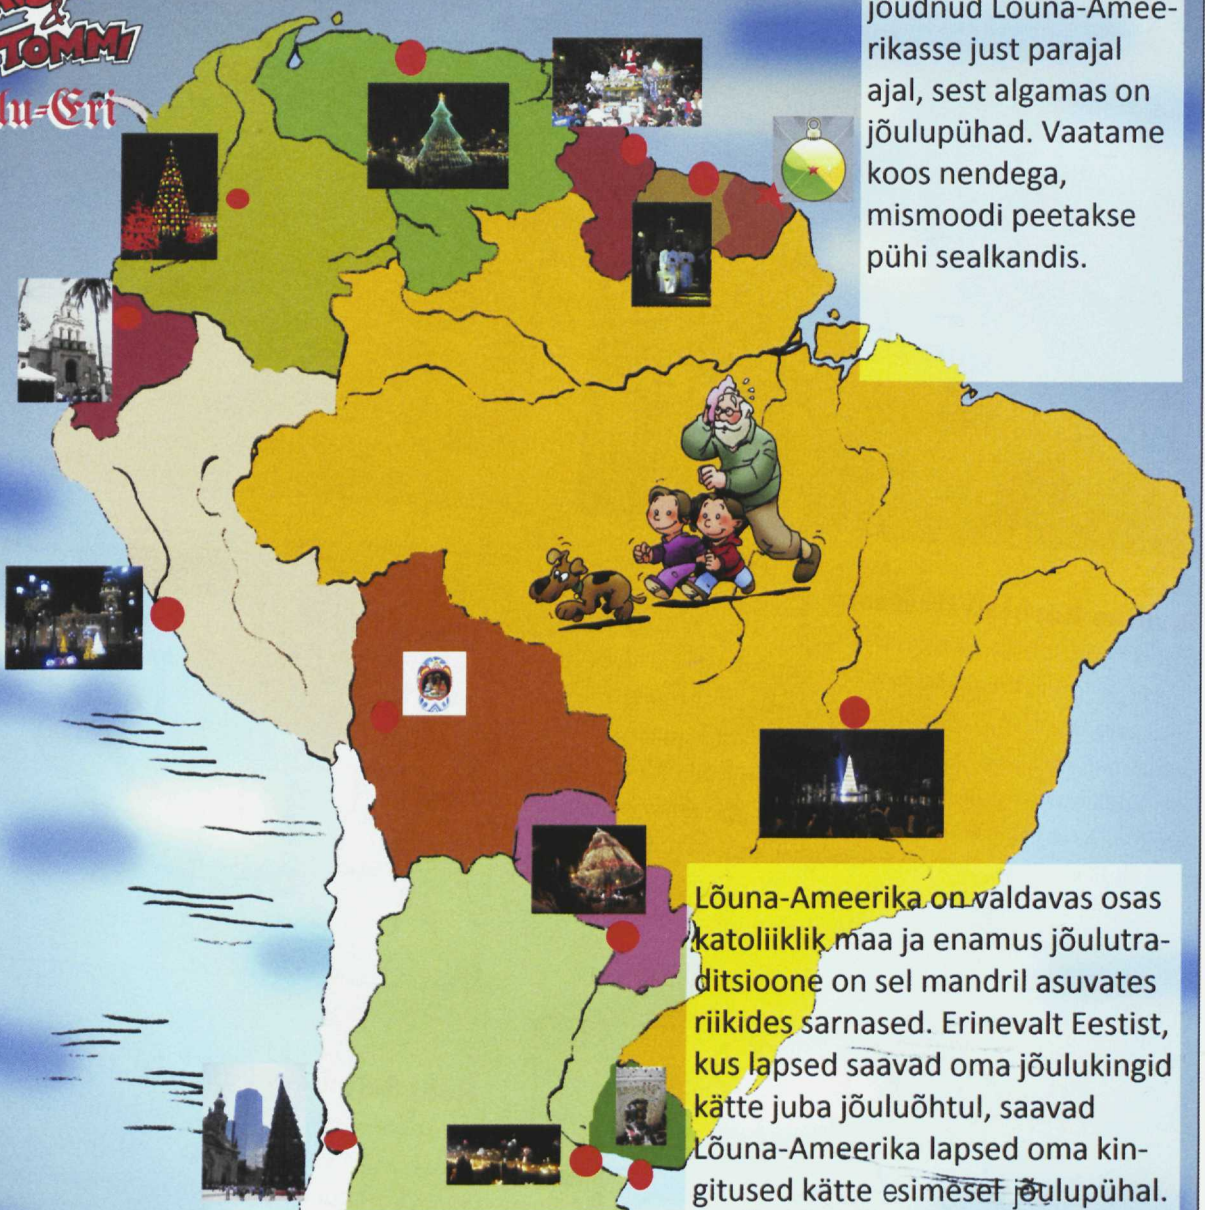 & TOMMI
jõudnud Lõuna-Amee-
rikasse just parajal
ajal, sest algamas on
jõulupühad. Vaatame
koos nendega,
mismoodi peetakse
pühi sealkandis.
Lõuna-Ameerika on valdavas osas
katoliiklik maa ja enamus jõulutra-
ditsioone on sel mandril asuvates
riikides sarnased. Erinevalt Eestist,
kus lapsed saavad oma jõulukingid
kätte juba jõuluõhtul, saavad
Lõuna-Ameerika lapsed oma kin-
gitused kätte esimesel jõulupühal.